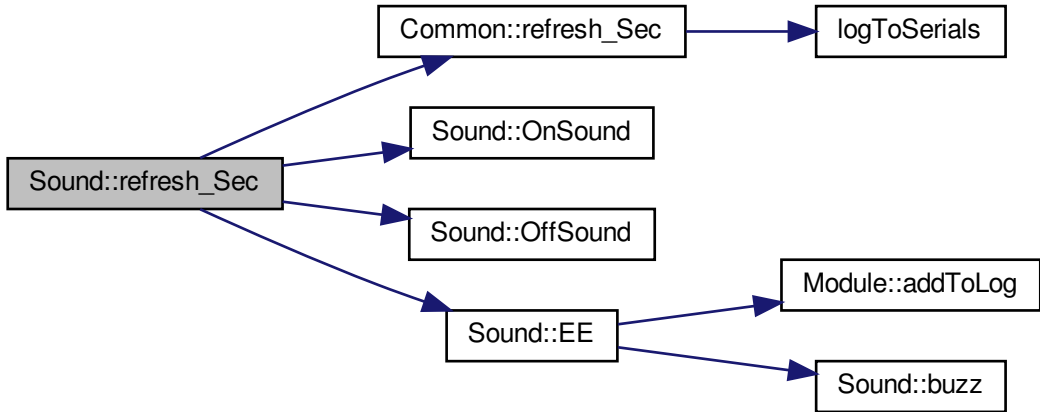 Common::refresh_Sec
logToSerials
Sound::OnSound
Sound::refresh_Sec
Sound::OffSound
Module::addToLog
Sound::EE
Sound::buzz